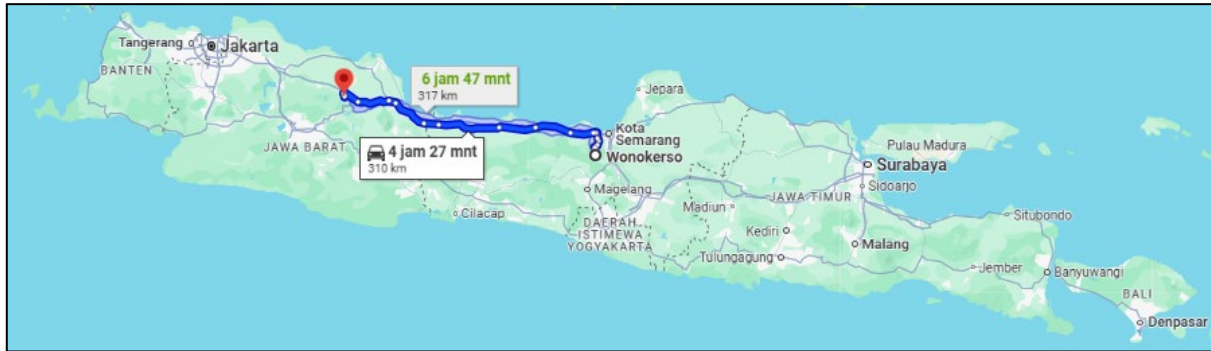 Tangerang
Jakarta
BANTEN
6 jam 47 mnt
317 km
Jepara
Kota
Semarang
JAWA BARAT
4 jam 27 mnt
310 km
Wonokerso
Pulau Madura
Surabaya
Sidoarjo
Magelang
JAWA TIMUR
Cilacap
Madiun
DAERAH
ISTIMEWA
YOGYAKARTA
Kediri
Situbondo
Malang
Tulungagung
Jember
Banyuwangi
BALI
Denpasar